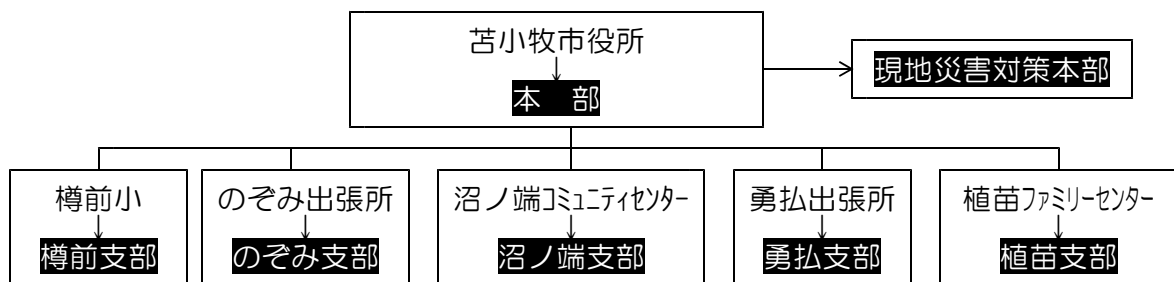 苫小牧市役所
本　部
現地災害対策本部
樽前小
樽前支部
のぞみ出張所
のぞみ支部
沼ノ端ｺﾐｭﾆﾃｨｾﾝﾀｰ
沼ノ端支部
勇払出張所
勇払支部
植苗ﾌｧﾐﾘｰｾﾝﾀｰ
植苗支部